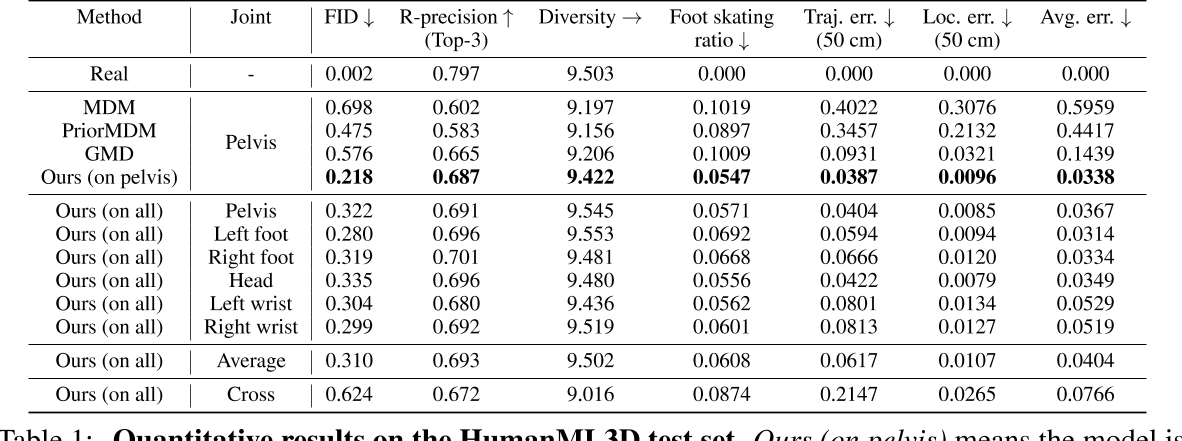 Method Joint FID ↓ R-precision ↑ Diversity → Foot skating Traj. err. ↓ Loc. err. ↓ Avg. err. ↓
(Top-3) ratio ↓ (50 cm) (50 cm)
Real - 0.002 0.797 9.503 0.000 0.000 0.000 0.000
MDM 0.698 0.602 9.197 0.1019 0.4022 0.3076 0.5959
PriorMDM 0.475 0.583 9.156 0.0897 0.3457 0.2132 0.4417
Pelvis
GMD 0.576 0.665 9.206 0.1009 0.0931 0.0321 0.1439
Ours (on pelvis) 0.218 0.687 9.422 0.0547 0.0387 0.0096 0.0338
Ours (on all) Pelvis 0.322 0.691 9.545 0.0571 0.0404 0.0085 0.0367
Ours (on all) Left foot 0.280 0.696 9.553 0.0692 0.0594 0.0094 0.0314
Ours (on all) Right foot 0.319 0.701 9.481 0.0668 0.0666 0.0120 0.0334
Ours (on all) Head 0.335 0.696 9.480 0.0556 0.0422 0.0079 0.0349
Ours (on all) Left wrist 0.304 0.680 9.436 0.0562 0.0801 0.0134 0.0529
Ours (on all) Right wrist 0.299 0.692 9.519 0.0601 0.0813 0.0127 0.0519
Ours (on all) Average 0.310 0.693 9.502 0.0608 0.0617 0.0107 0.0404
Ours (on all) Cross 0.624 0.672 9.016 0.0874 0.2147 0.0265 0.0766
Table 1: Quantitative results on the HumanML3D test set. Ours (on pelvis) means the model is